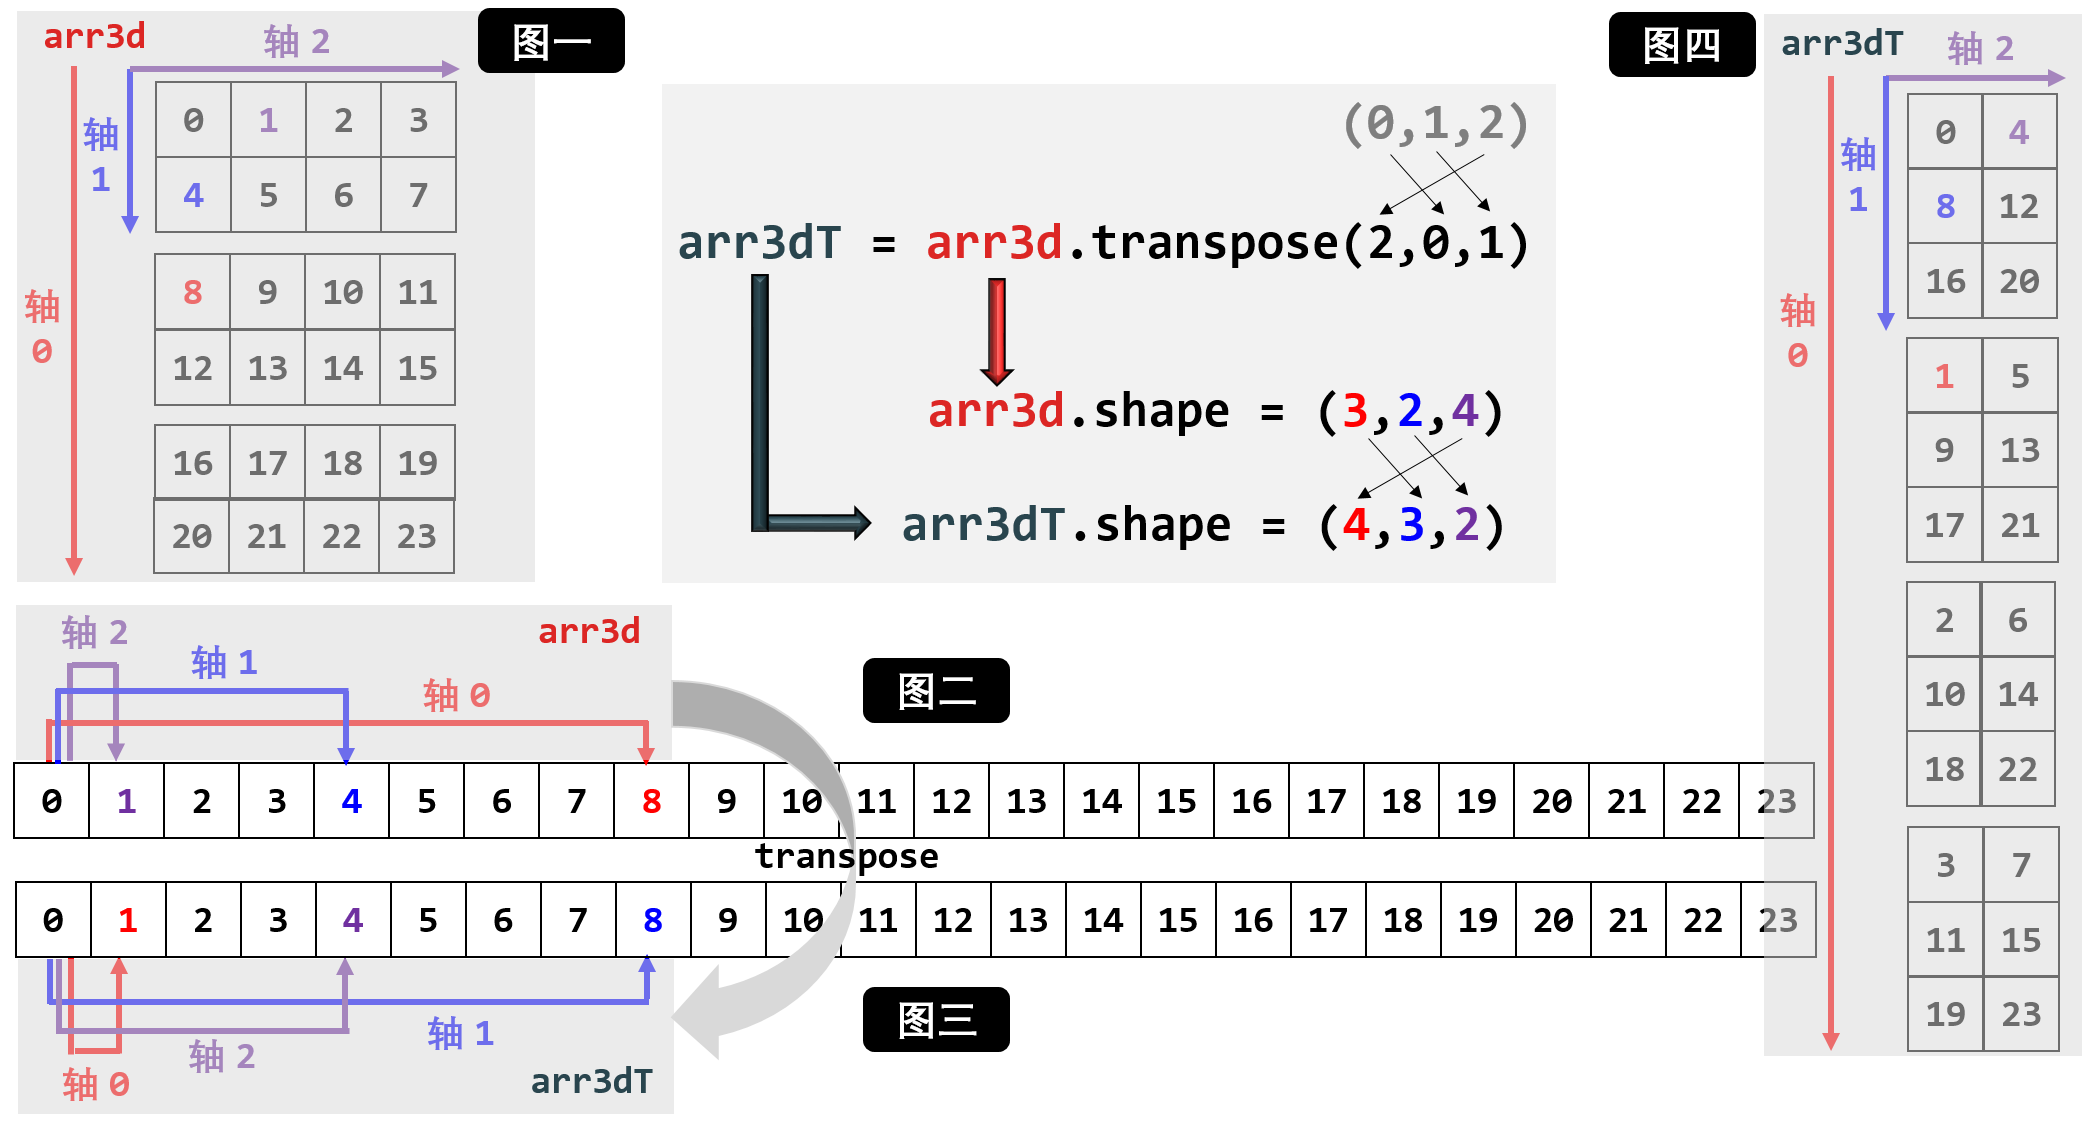 arr3d
轴 2
图一
轴
1
轴
0
0 1 2 3
4 5 6 7
8 9 10 11
12 13 14 15
16 17 18 19
20 21 22 23
(0,1,2)
arr3dT = arr3d.transpose(2,0,1)
arr3d.shape = (3,2,4)
arr3dT.shape = (4,3,2)
图四
arr3dT
轴 2
轴
1
轴
0
0 4
8 12
16 20
1 5
9 13
17 21
2 6
10 14
18 22
3 7
11 15
19 23
轴 2
arr3d
轴 1
轴 0
图二
0 1 2 3 4 5 6 7 8 9 10 11 12 13 14 15 16 17 18 19 20 21 22 23
transpose
0 1 2 3 4 5 6 7 8 9 10 11 12 13 14 15 16 17 18 19 20 21 22 23
图三
轴 1
轴 2
轴 0
arr3dT